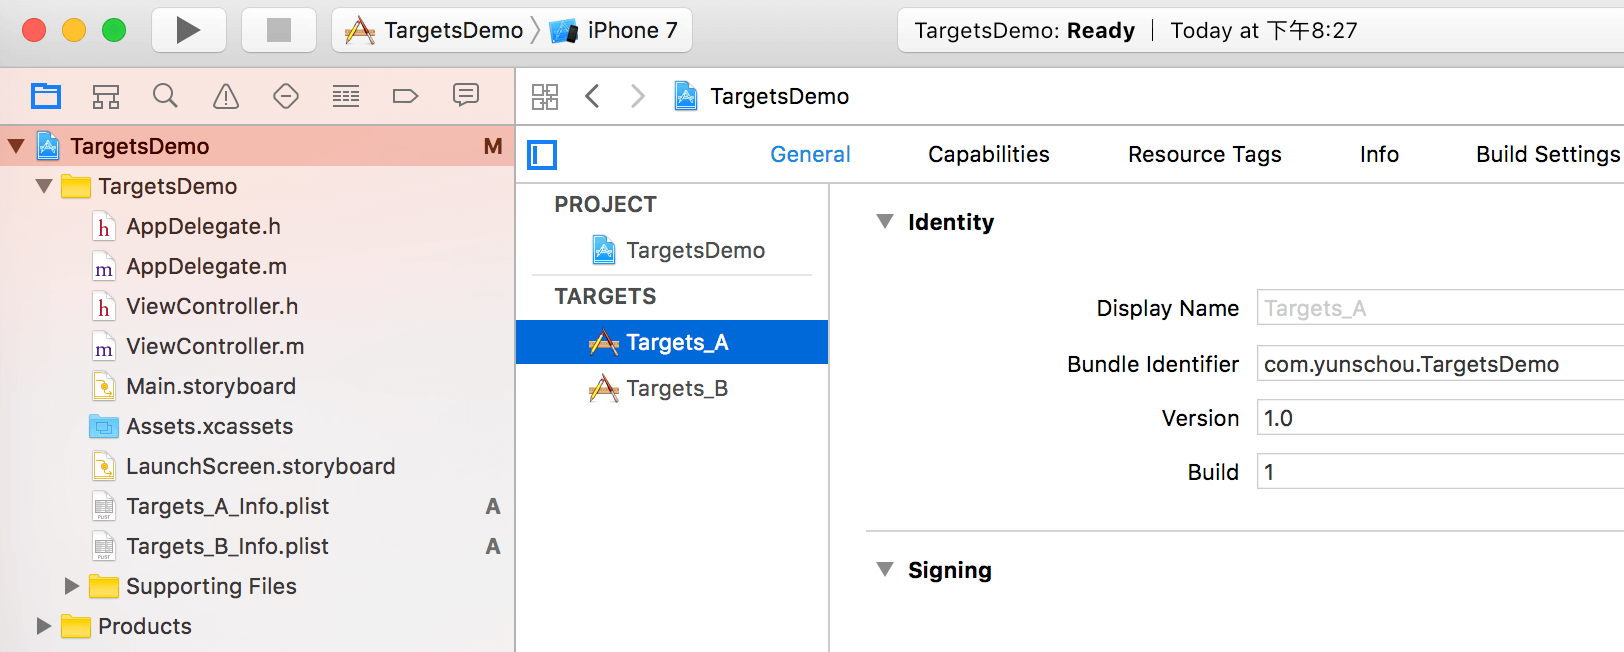 TargetsDemo iPhone 7
TargetsDemo: Ready Today at 下午8:27
TargetsDemo
General Capabilities Resource Tags Info Build Settings
TargetsDemo M
TargetsDemo
h AppDelegate.h
m AppDelegate.m
h ViewController.h
m ViewController.m
Main.storyboard
Assets.xcassets
LaunchScreen.storyboard
PLIST Targets_A_Info.plist A
PLIST Targets_B_Info.plist A
Supporting Files
Products
PROJECT
TargetsDemo
TARGETS
Targets_A
Targets_B
Identity
Display Name Targets_A
Bundle Identifier com.yunschou.TargetsDemo
Version 1.0
Build 1
Signing